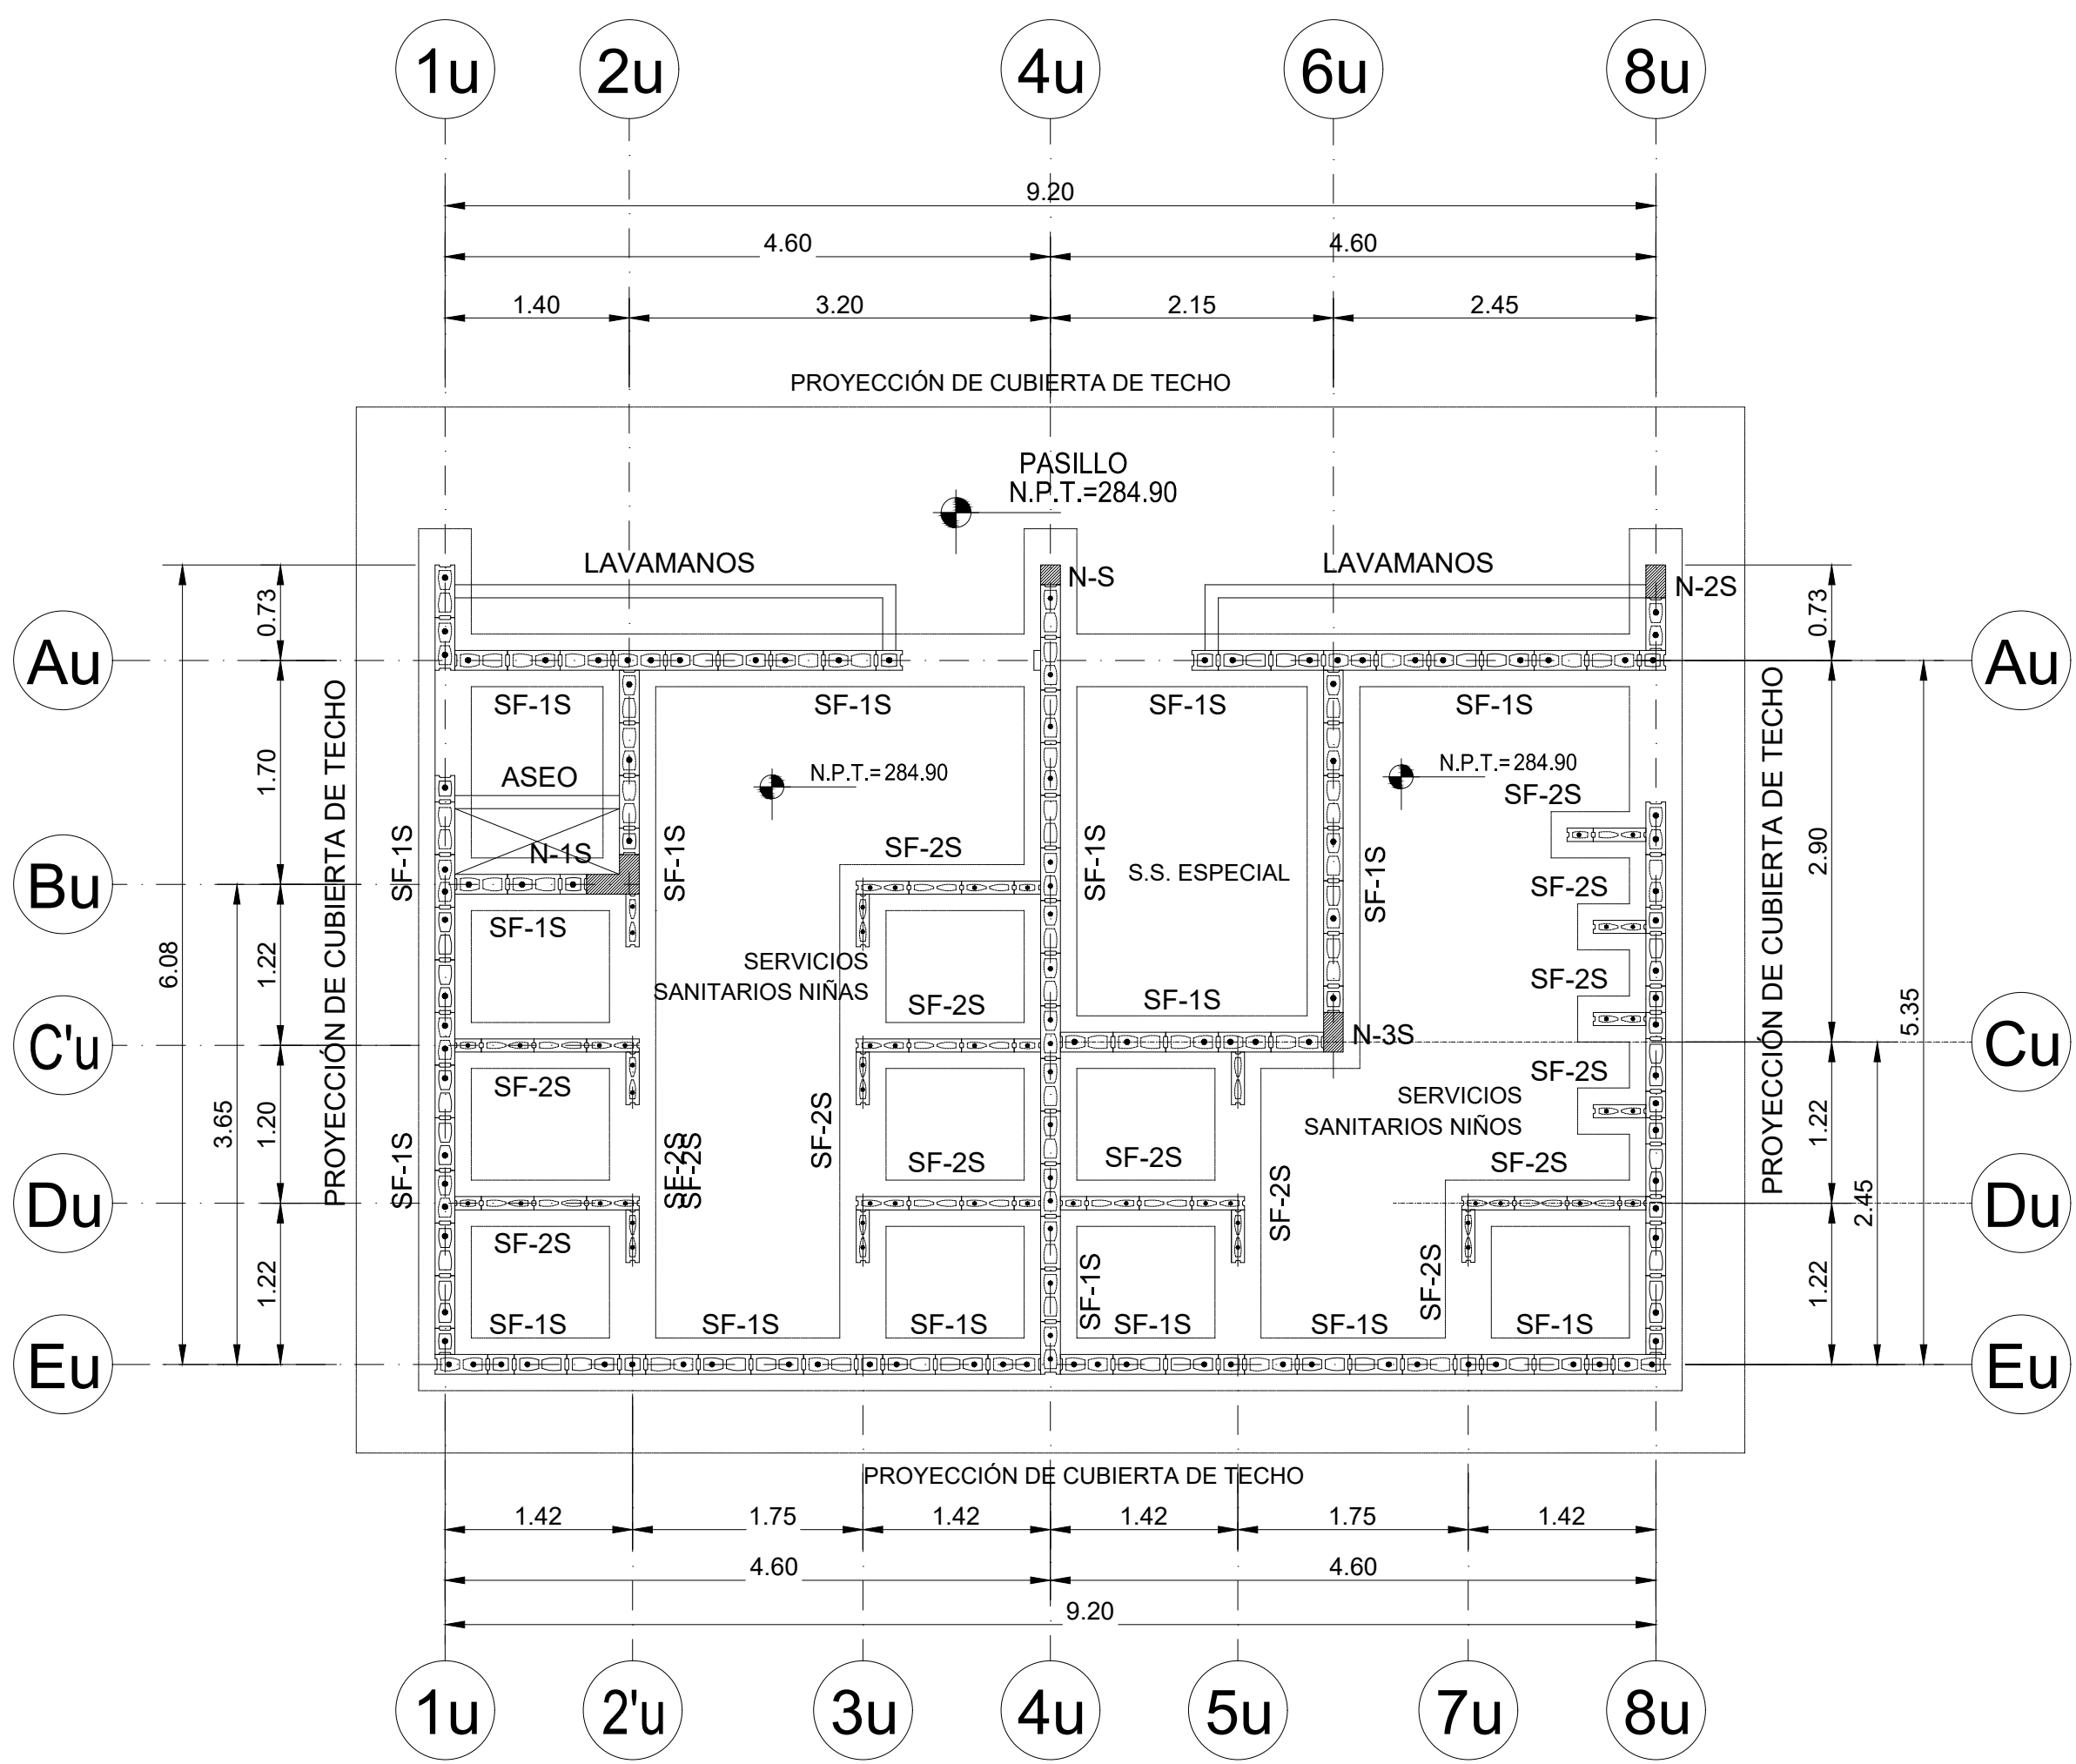 1u 2u 4u 6u 8u
9.20
4.60 4.60
1.40 3.20 2.15 2.45
PROYECCIÓN DE CUBIERTA DE TECHO
PASILLO
N.P.T.=284.90
LAVAMANOS LAVAMANOS
N-S N-2S
0.73 0.73
Au Au
SF-1S SF-1S SF-1S SF-1S
1.70
ASEO
N.P.T.=284.90 N.P.T.=284.90
SF-2S
PROYECCIÓN DE CUBIERTA DE TECHO
PROYECCIÓN DE CUBIERTA DE TECHO
SF-1S N-1S SF-1S SF-2S SF-1S SF-1S
2.90
S.S. ESPECIAL
Bu
SF-2S
SF-1S
6.08
1.22
SERVICIOS
SANITARIOS NIÑAS
SF-2S SF-1S SF-2S
5.35
C'u Cu
N-3S
SF-2S SF-2S
SERVICIOS
SANITARIOS NIÑOS
3.65 1.20 1.22
SF-1S SF-2S SF-2S SF-2S
SF-2S SF-2S SF-2S
SF-2S
2.45
Du Du
SF-2S
SF-1S SF-2S
1.22 1.22
SF-1S SF-1S SF-1S SF-1S SF-1S SF-1S
Eu Eu
PROYECCIÓN DE CUBIERTA DE TECHO
1.42 1.75 1.42 1.42 1.75 1.42
4.60 4.60
9.20
1u 2'u 3u 4u 5u 7u 8u